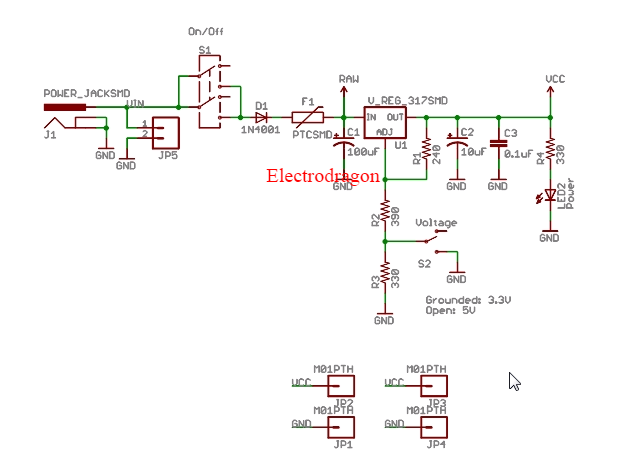 On/Off
S1
POWER_JACKSMD
VIN
J1
GND
1
2
GND
JP5
D1
1N4001
F1
PTCSMD
RAW
C1
100uF
GND
V_REG_317SMD
IN OUT
ADJ
U1
R1
240
C2
10uF
GND
C3
0.1uF
GND
VCC
R4
330
LED2
Power
GND
Electrodragon
R2
390
Voltage
S2
GND
R3
330
GND
Grounded: 3.3V
Open: 5V
M01PTH
VCC
JP2
M01PTH
GND
JP1
M01PTH
VCC
JP3
M01PTH
GND
JP4